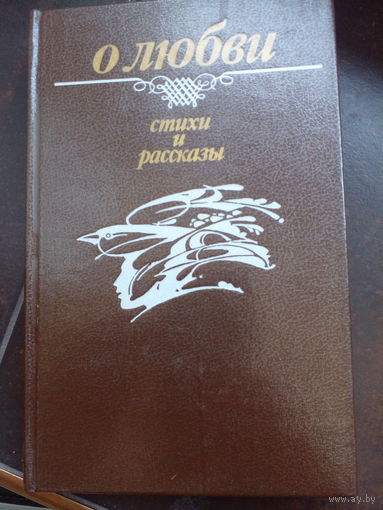 о любви
стихи
и
рассказы
www.ay.by